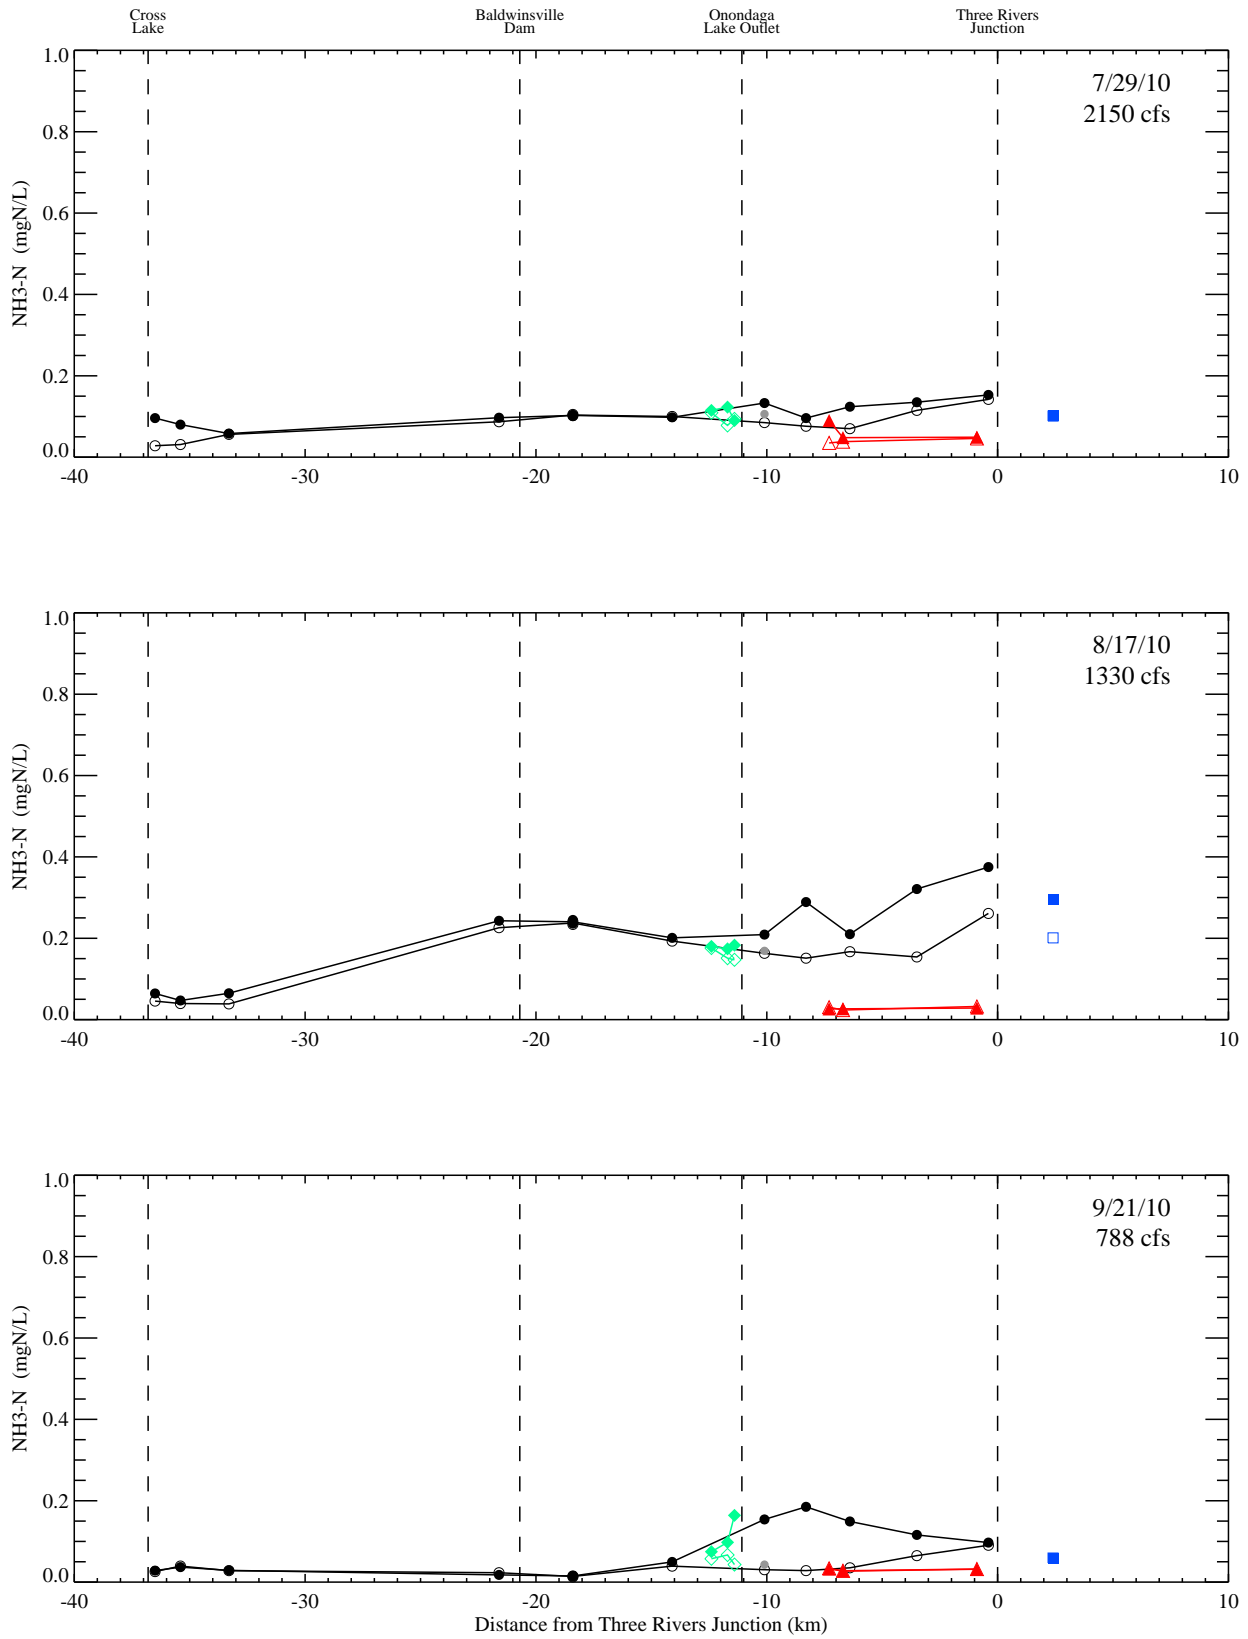 Cross
Lake
Baldwinsville
Dam
Onondaga
Lake Outlet
Three Rivers
Junction
7/29/10
2150 cfs
NH3-N (mgN/L)
1.0
0.8
0.6
0.4
0.2
0.0
-40 -30 -20 -10 0 10
8/17/10
1330 cfs
NH3-N (mgN/L)
1.0
0.8
0.6
0.4
0.2
0.0
-40 -30 -20 -10 0 10
9/21/10
788 cfs
NH3-N (mgN/L)
1.0
0.8
0.6
0.4
0.2
0.0
-40 -30 -20 -10 0 10
Distance from Three Rivers Junction (km)